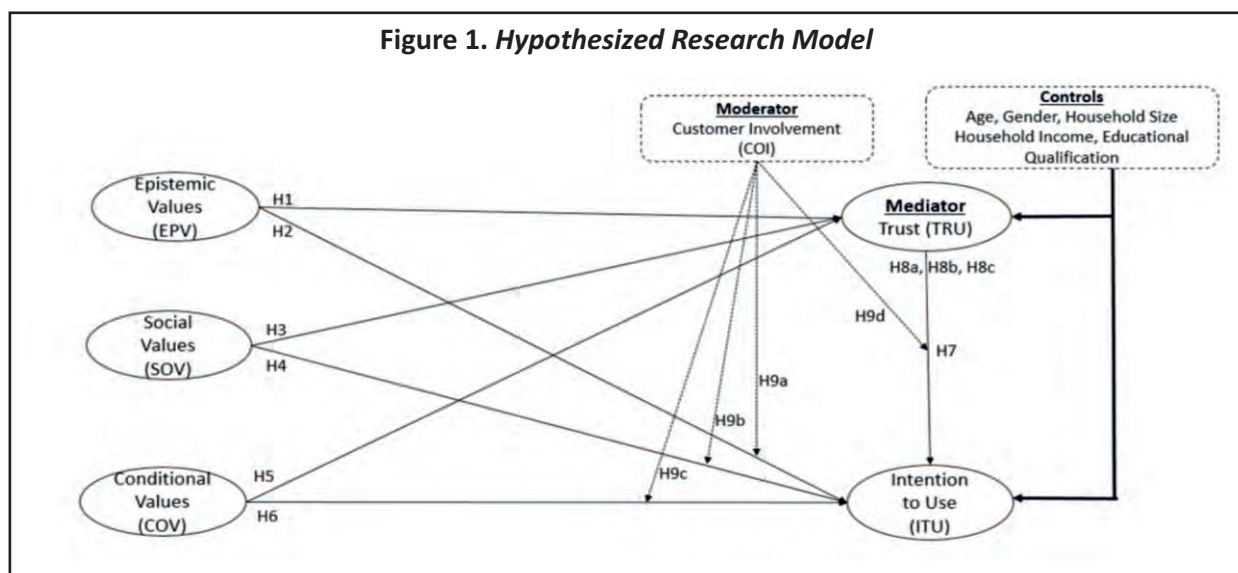 Figure 1. Hypothesized Research Model
Moderator
Customer Involvement
(COI)
Controls
Age, Gender, Household Size
Household Income, Educational
Qualification
Epistemic
Values
(EPV)
H1
H2
Mediator
Trust (TRU)
H8a, H8b, H8c
Social
Values
(SOV)
H3
H4
H9d
H7
H9a
H9b
H9c
Conditional
Values
(COV)
H5
H6
Intention
to Use
(ITU)